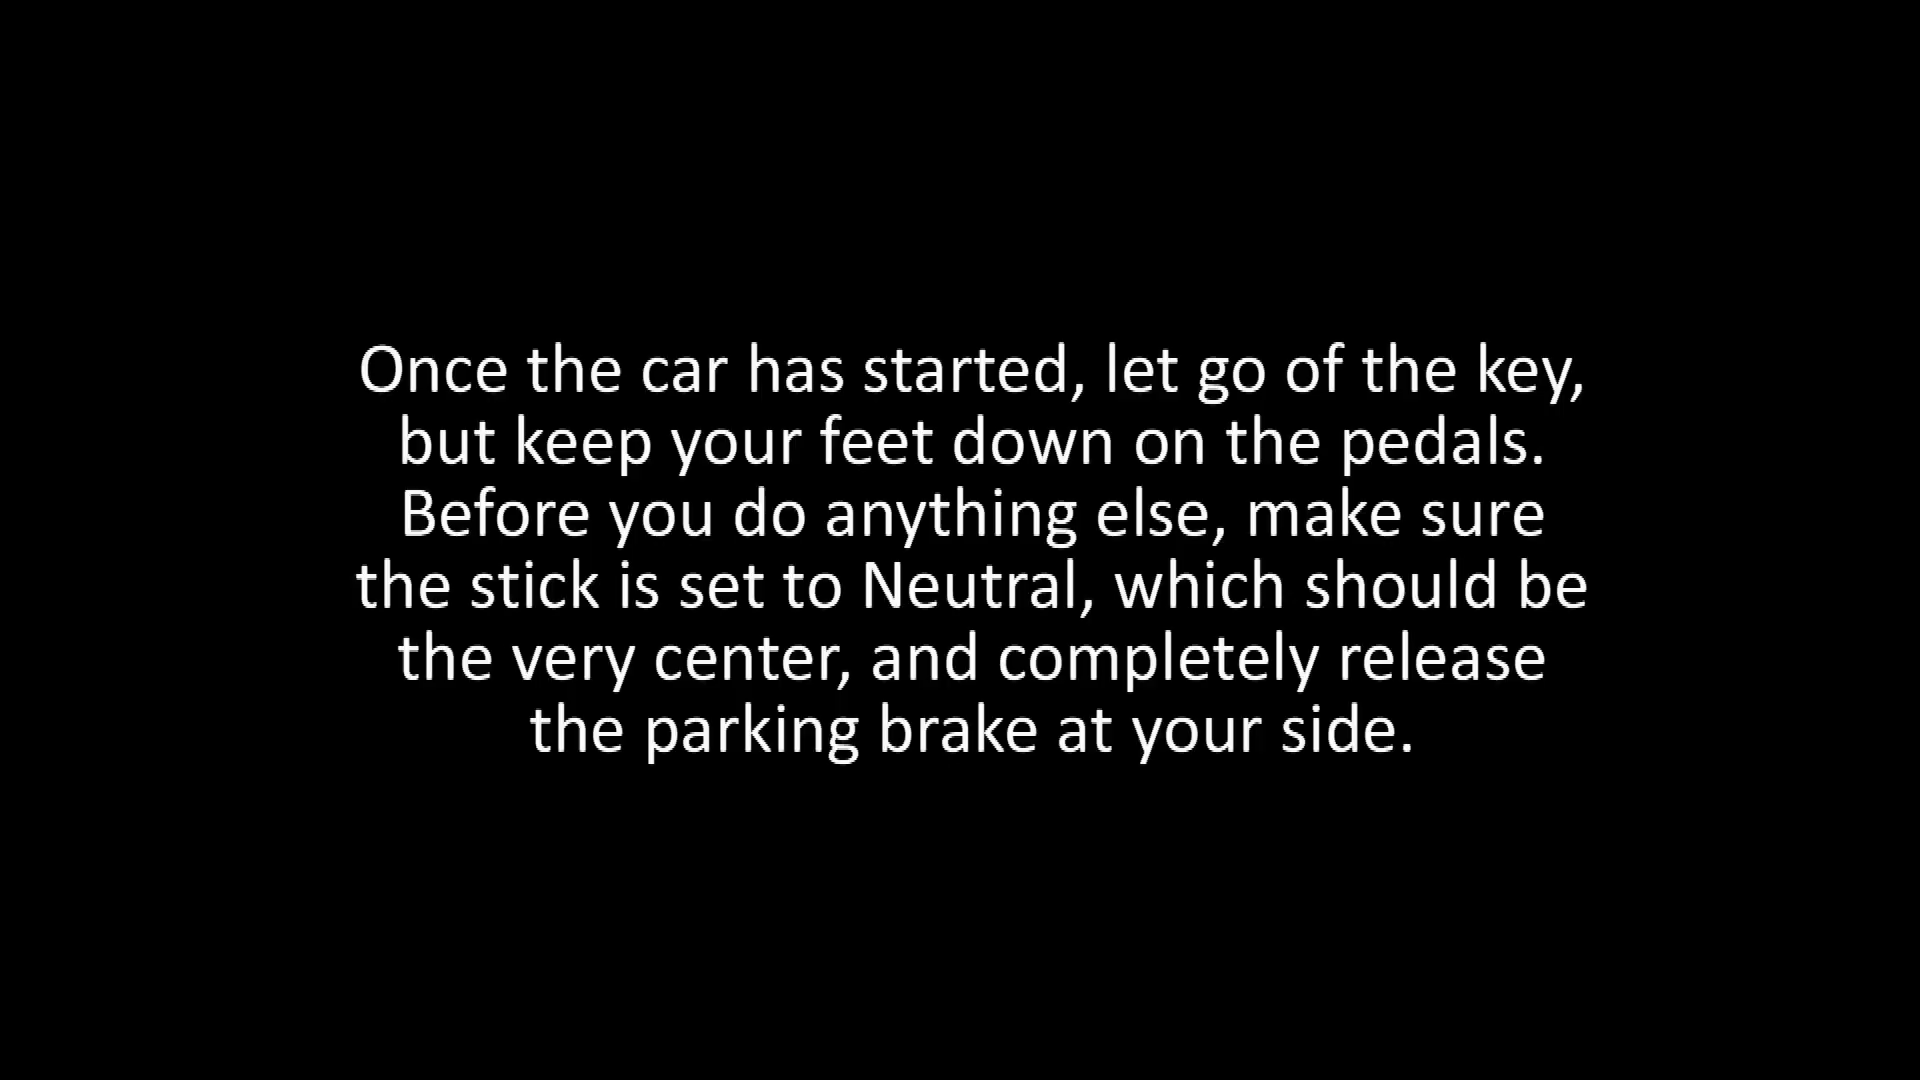 Once the car has started, let go of the key,
but keep your feet down on the pedals.
Before you do anything else, make sure
the stick is set to Neutral, which should be
the very center, and completely release
the parking brake at your side.